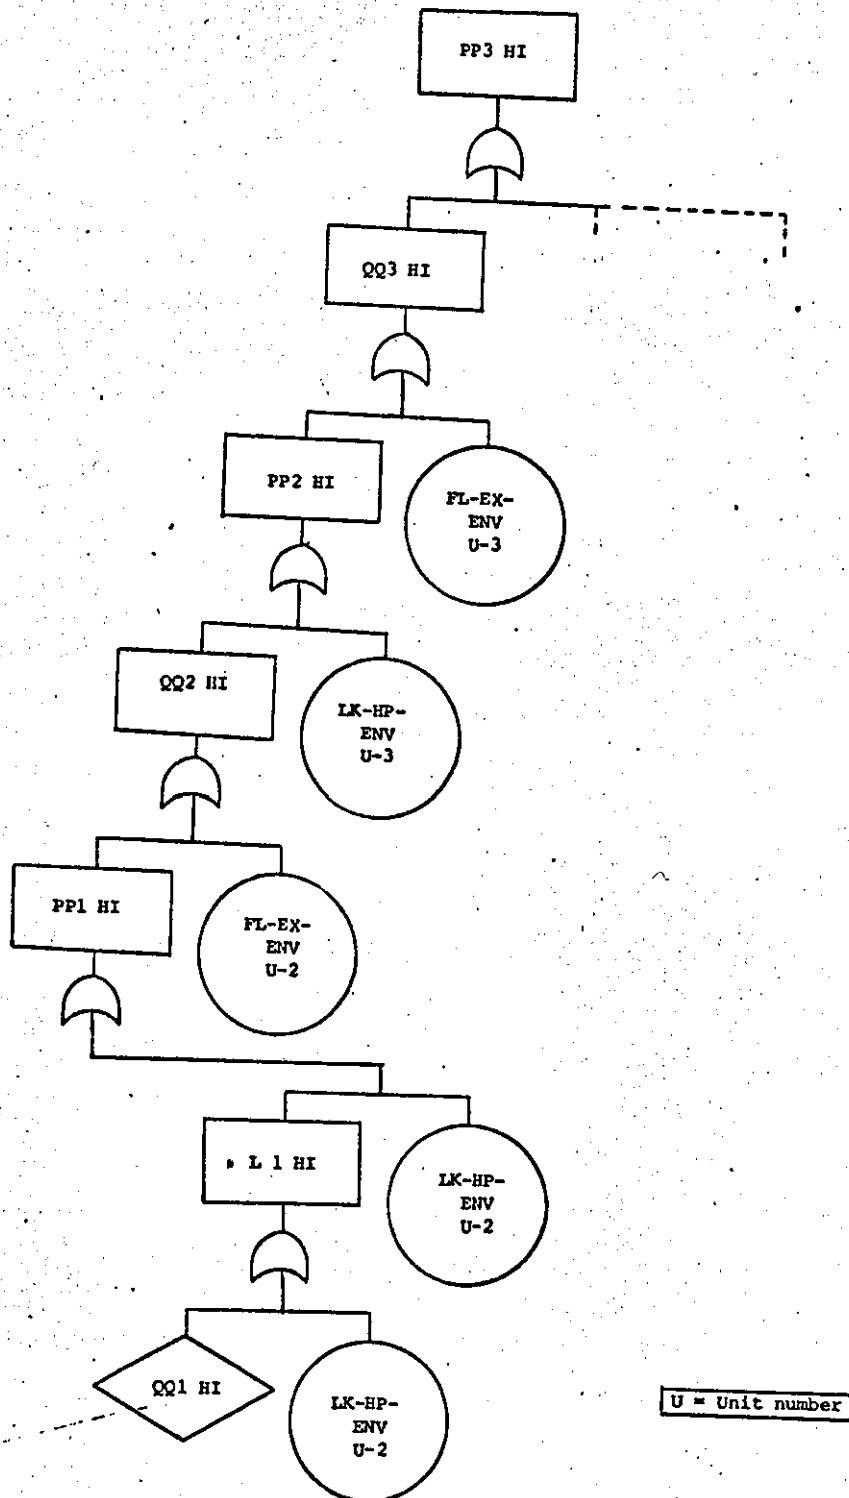 PP3 HI
QQ3 HI
PP2 HI
FL-EX-
ENV
U-3
QQ2 HI
LK-HP-
ENV
U-3
PP1 HI
FL-EX-
ENV
U-2
L 1 HI
LK-HP-
ENV
U-2
QQ1 HI
LK-HP-
ENV
U-2
U = Unit number